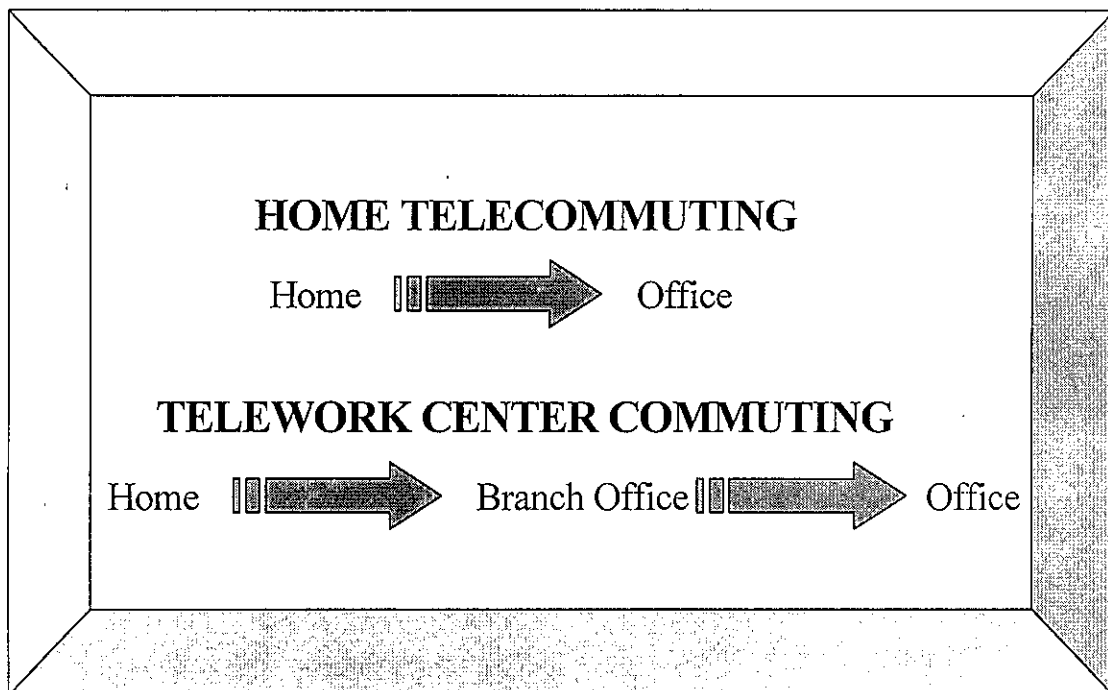 HOME TELECOMMUTING
Home Office
TELEWORK CENTER COMMUTING
Home Branch Office Office